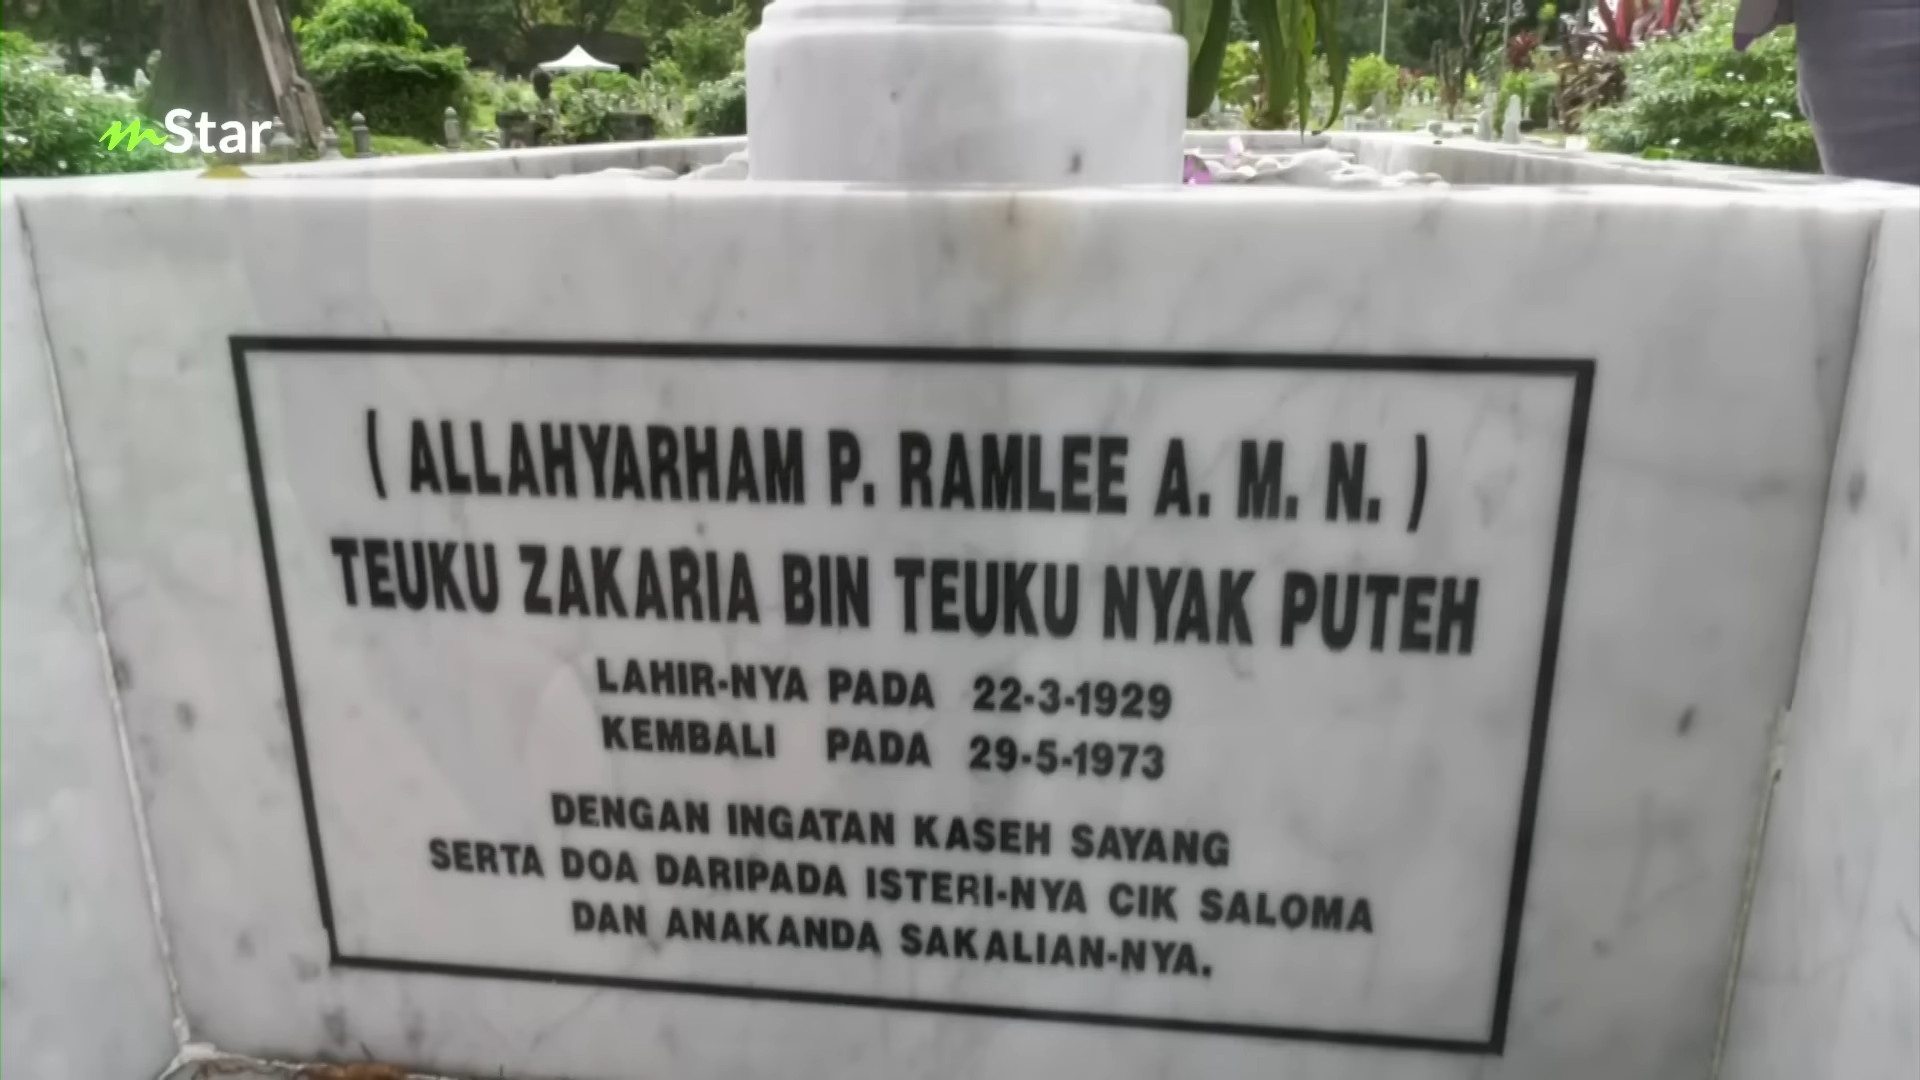 mStar
( ALLAHYARHAM P. RAMLEE A. M. N. )
TEUKU ZAKARIA BIN TEUKU NYAK PUTEH
LAHIR-NYA PADA 22-3-1929
KEMBALI PADA 29-5-1973
DENGAN INGATAN KASEH SAYANG
SERTA DOA DARIPADA ISTERI-NYA CIK SALOMA
DAN ANAKANDA SAKALIAN-NYA.